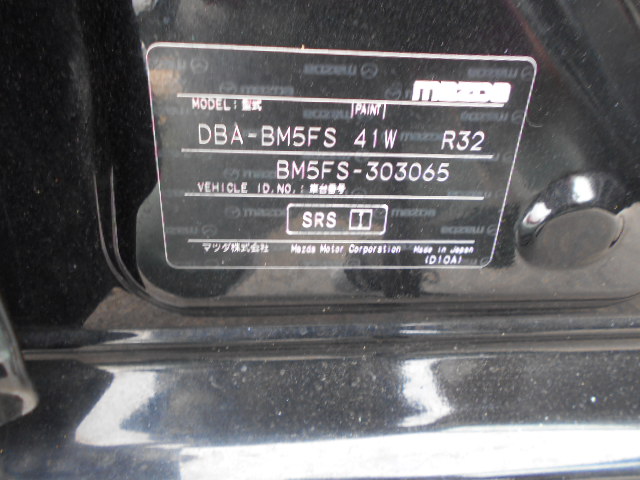 mazda
MODEL:型式 PAINT
DBA-BM5FS 41W R32
BM5FS-303065
VEHICLE ID.NO.:車台番号
SRS
マツダ株式会社 Mazda Motor Corporation Made in Japan
(D10A)